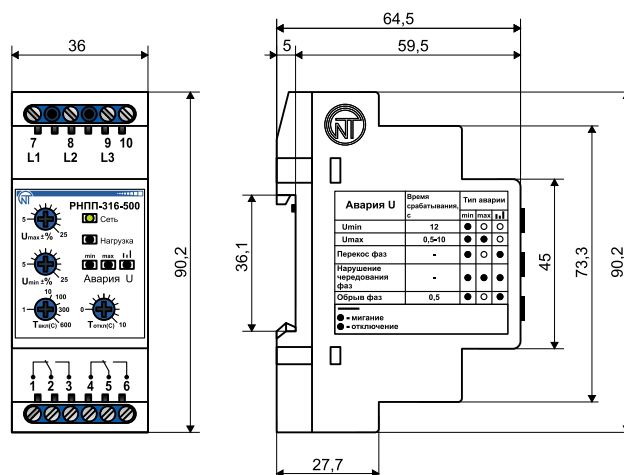 36
64,5
5 59,5
7 8 9 10
L1 L2 L3
NT
РНПП-316-500
Сеть
5 25
Umax ±%
Нагрузка
min max
5 25
Umin ±%
Авария U
10 100
1 300
600
Tвкл(С)
0 10
Tоткл(С)
1 2 3 4 5 6
90,2
36,1
NT
Авария U
Время срабатывания, с
Тип аварии
min max
Umin 12
Umax 0,5-10
Перекос фаз -
Нарушение
чередования -
фаз
Обрыв фаз 0,5
- мигание
- отключение
45
73,3
90,2
27,7